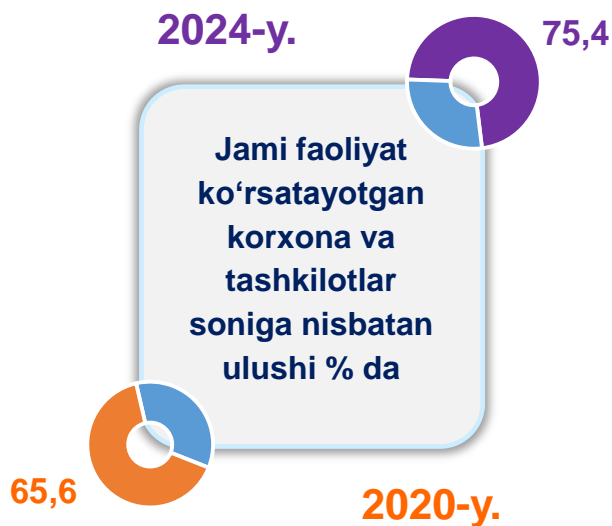 2024-y.
75,4
Jami faoliyat
ko‘rsatayotgan
korxona va
tashkilotlar
soniga nisbatan
ulushi % da
65,6
2020-y.